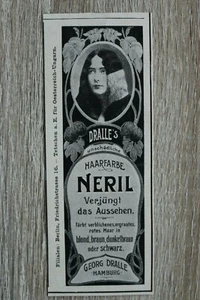 Filialen: Berlin, Friedrichstrasse 16. - Tetschen a. E. für Oesterreich-Ungarn.
DRALLE'S
unschädliche
HAARFARBE
NERIL
Verjüngt
das Aussehen.
Färbt verblichenes, ergrautes,
rotes Haar in
blond, braun, dunkelbraun
oder schwarz.
GEORG DRALLE
HAMBURG